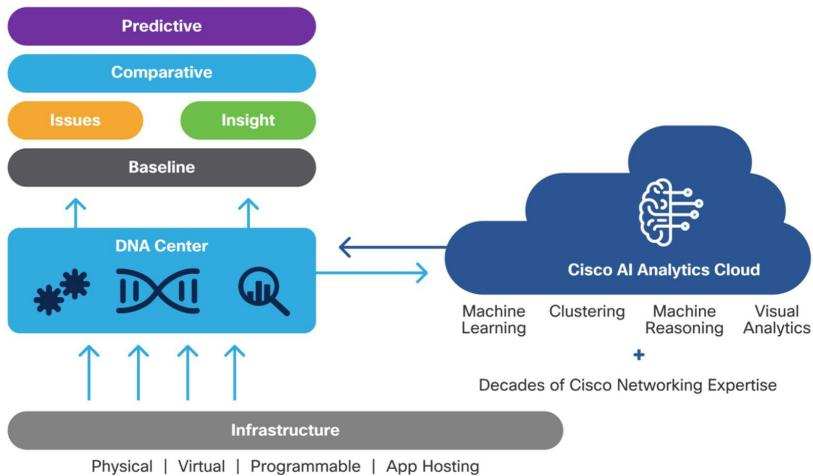 Predictive
Comparative
Issues
Insight
Baseline
DNA Center
Cisco AI Analytics Cloud
Machine Learning
Clustering
Machine Reasoning
Visual Analytics
+
Decades of Cisco Networking Expertise
Infrastructure
Physical | Virtual | Programmable | App Hosting